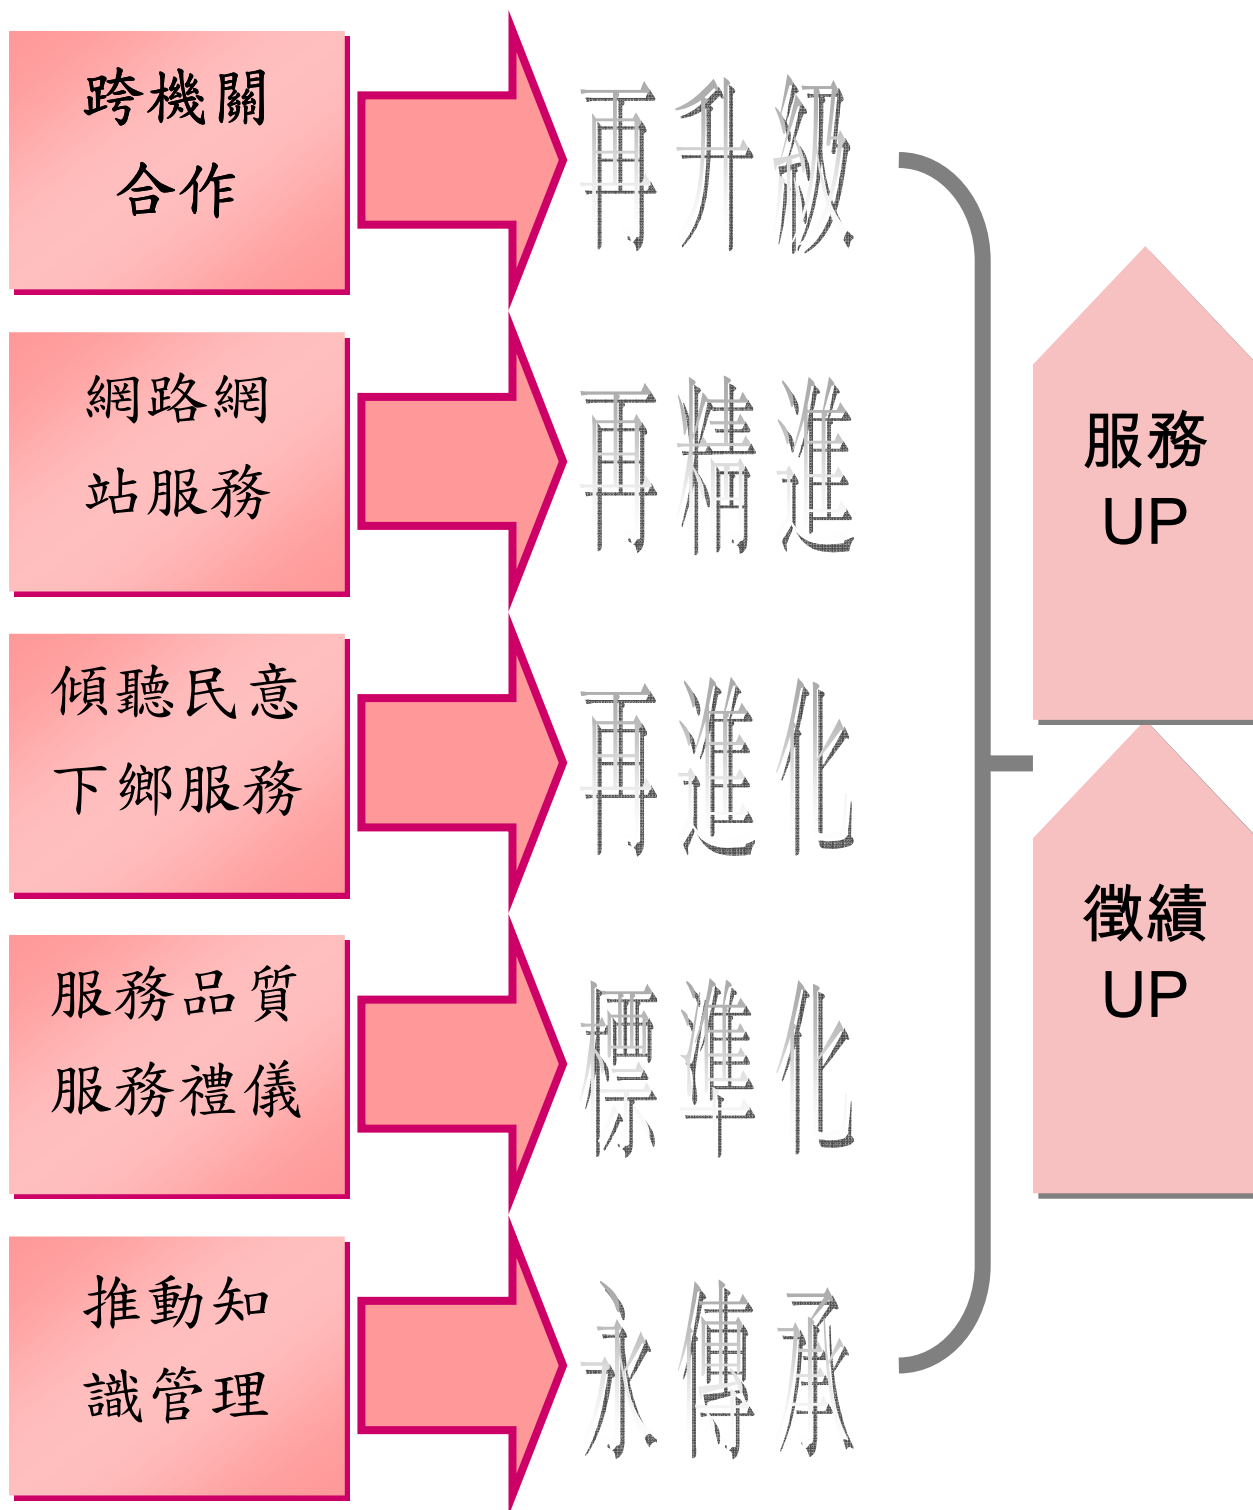 跨機關
合作
再升級
網路網
站服務
再精進
傾聽民意
下鄉服務
再進化
服務品質
服務禮儀
標準化
推動知
識管理
永傳承
服務
UP
徵績
UP